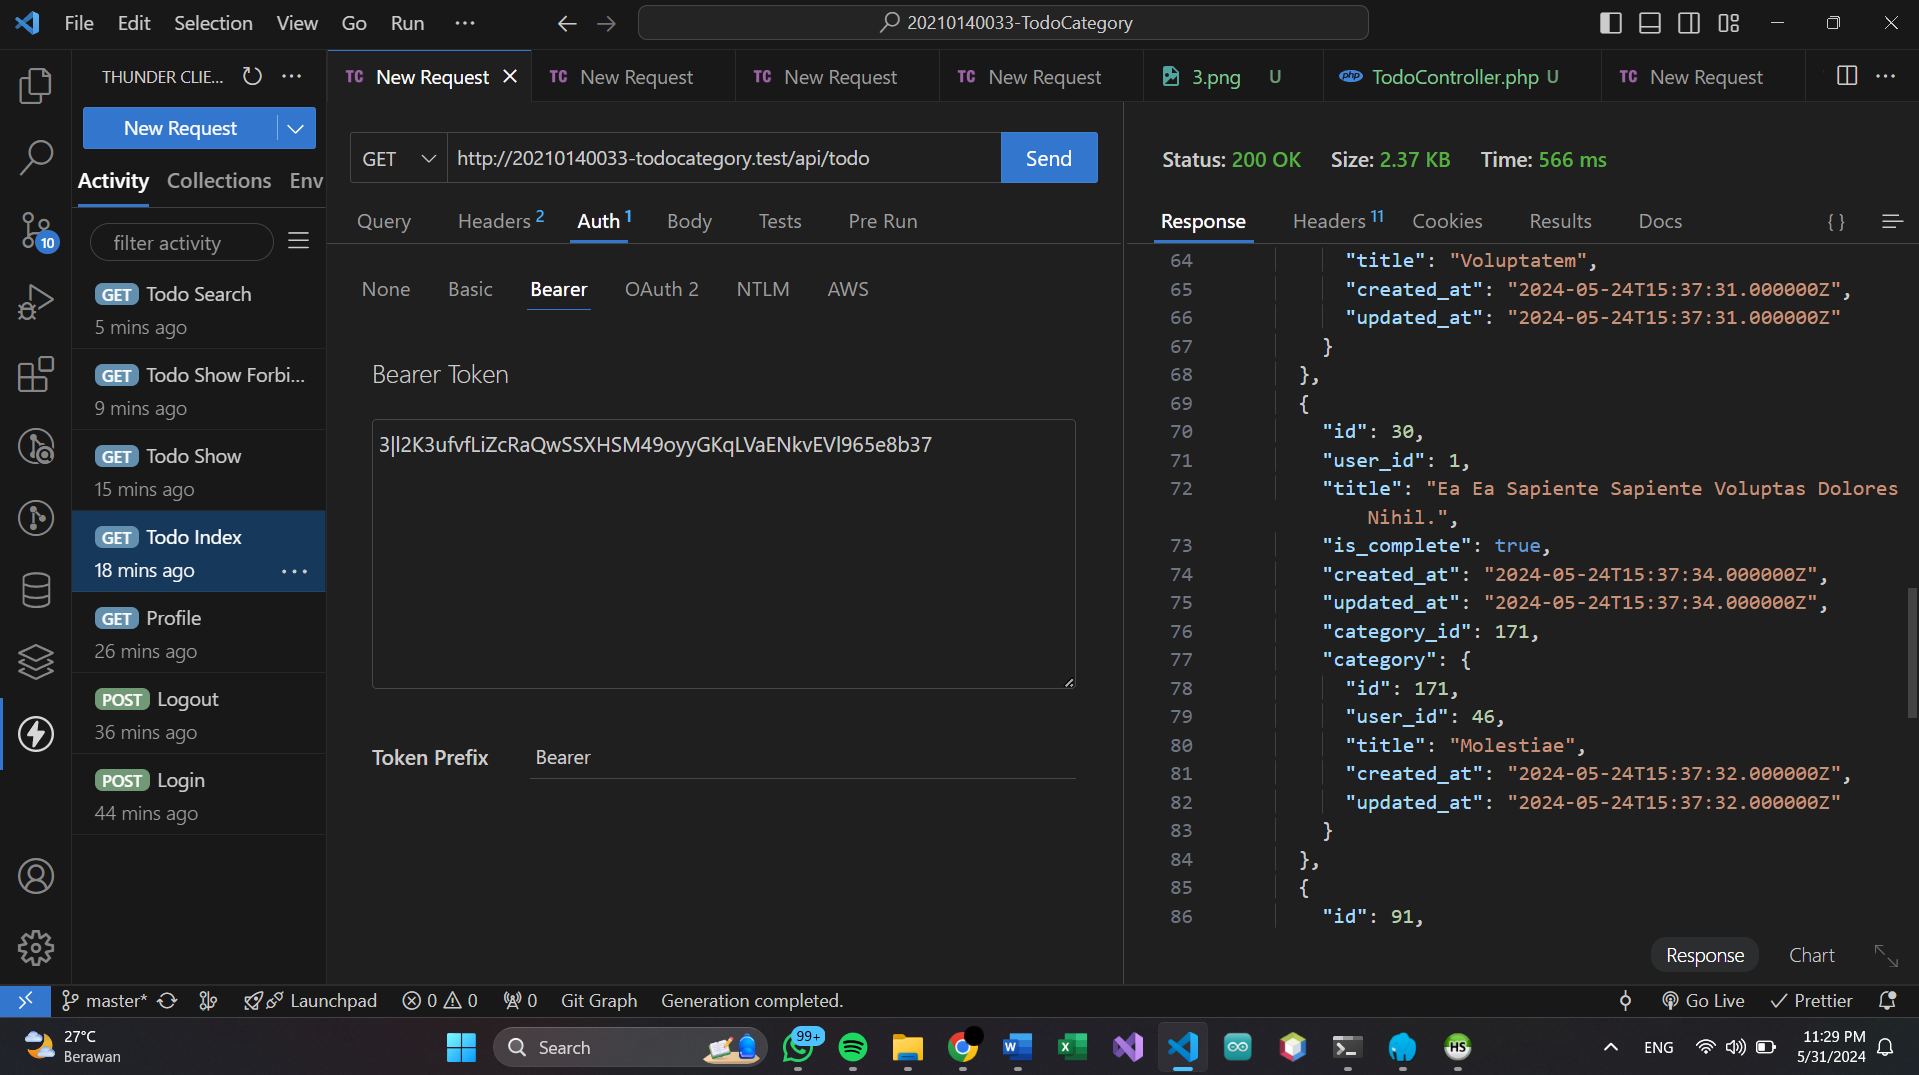 File Edit Selection View Go Run ···
20210140033-TodoCategory
THUNDER CLIE...
New Request
Activity Collections Env
filter activity
GET Todo Search
5 mins ago
GET Todo Show Forbi...
9 mins ago
GET Todo Show
15 mins ago
GET Todo Index
18 mins ago
GET Profile
26 mins ago
POST Logout
36 mins ago
POST Login
44 mins ago
10
TC New Request
TC New Request
TC New Request
TC New Request
3.png U
php TodoController.php U
TC New Request
GET http://20210140033-todocategory.test/api/todo Send
Query Headers 2 Auth 1 Body Tests Pre Run
None Basic Bearer OAuth 2 NTLM AWS
Bearer Token
3|l2K3ufvfLiZcRaQwSSXHSM49oyyGKqLVaENkvEVl965e8b37
Token Prefix Bearer
Status: 200 OK Size: 2.37 KB Time: 566 ms
Response Headers 11 Cookies Results Docs { }
64 "title": "Voluptatem",
65 "created_at": "2024-05-24T15:37:31.000000Z",
66 "updated_at": "2024-05-24T15:37:31.000000Z"
67 }
68 },
69 {
70 "id": 30,
71 "user_id": 1,
72 "title": "Ea Ea Sapiente Sapiente Voluptas Dolores
Nihil.",
73 "is_complete": true,
74 "created_at": "2024-05-24T15:37:34.000000Z",
75 "updated_at": "2024-05-24T15:37:34.000000Z",
76 "category_id": 171,
77 "category": {
78 "id": 171,
79 "user_id": 46,
80 "title": "Molestiae",
81 "created_at": "2024-05-24T15:37:32.000000Z",
82 "updated_at": "2024-05-24T15:37:32.000000Z"
83 }
84 },
85 {
86 "id": 91,
Response Chart
master* Launchpad 0 0 0 Git Graph Generation completed. Go Live Prettier
27°C
Berawan
Search
99+
HS
ENG
11:29 PM
5/31/2024